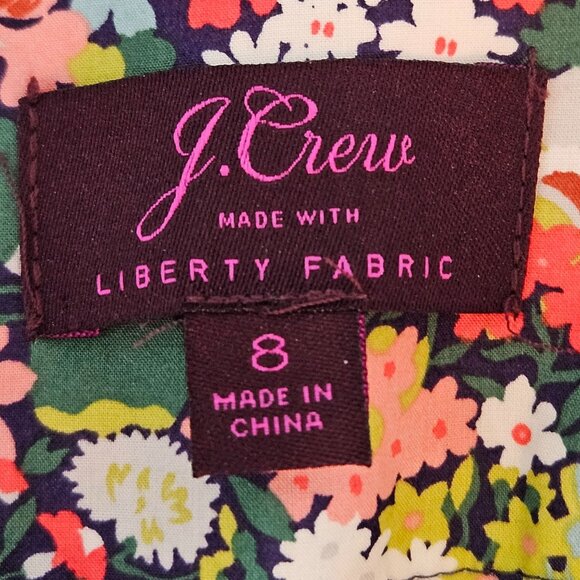 J.Crew
MADE WITH
LIBERTY FABRIC
8
MADE IN
CHINA